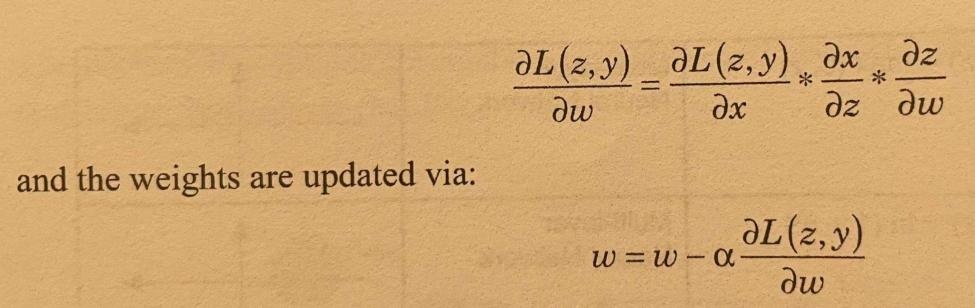 ∂L(z,y)/∂w = ∂L(z,y)/∂x * ∂x/∂z * ∂z/∂w
and the weights are updated via:
w = w − α ∂L(z,y)/∂w